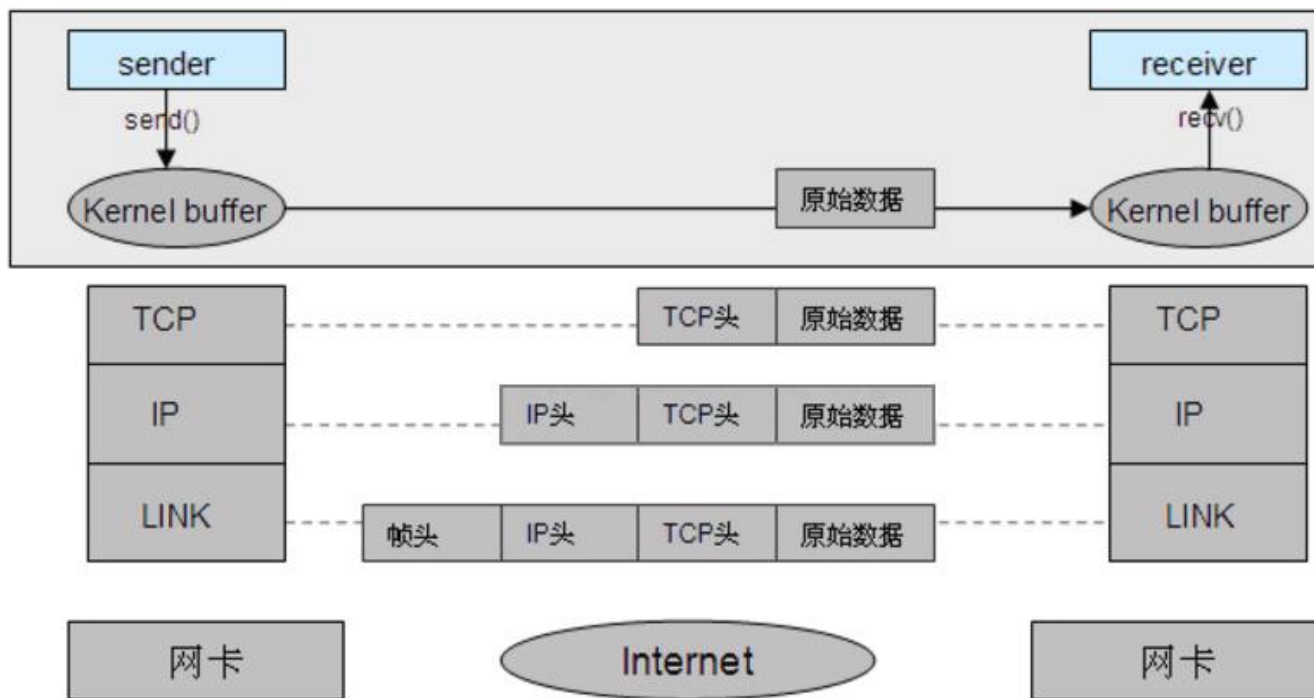 sender
receiver
send()
recv()
Kernel buffer
原始数据
Kernel buffer
TCP
TCP头
原始数据
TCP
IP
IP头
TCP头
原始数据
IP
LINK
帧头
IP头
TCP头
原始数据
LINK
网卡
Internet
网卡